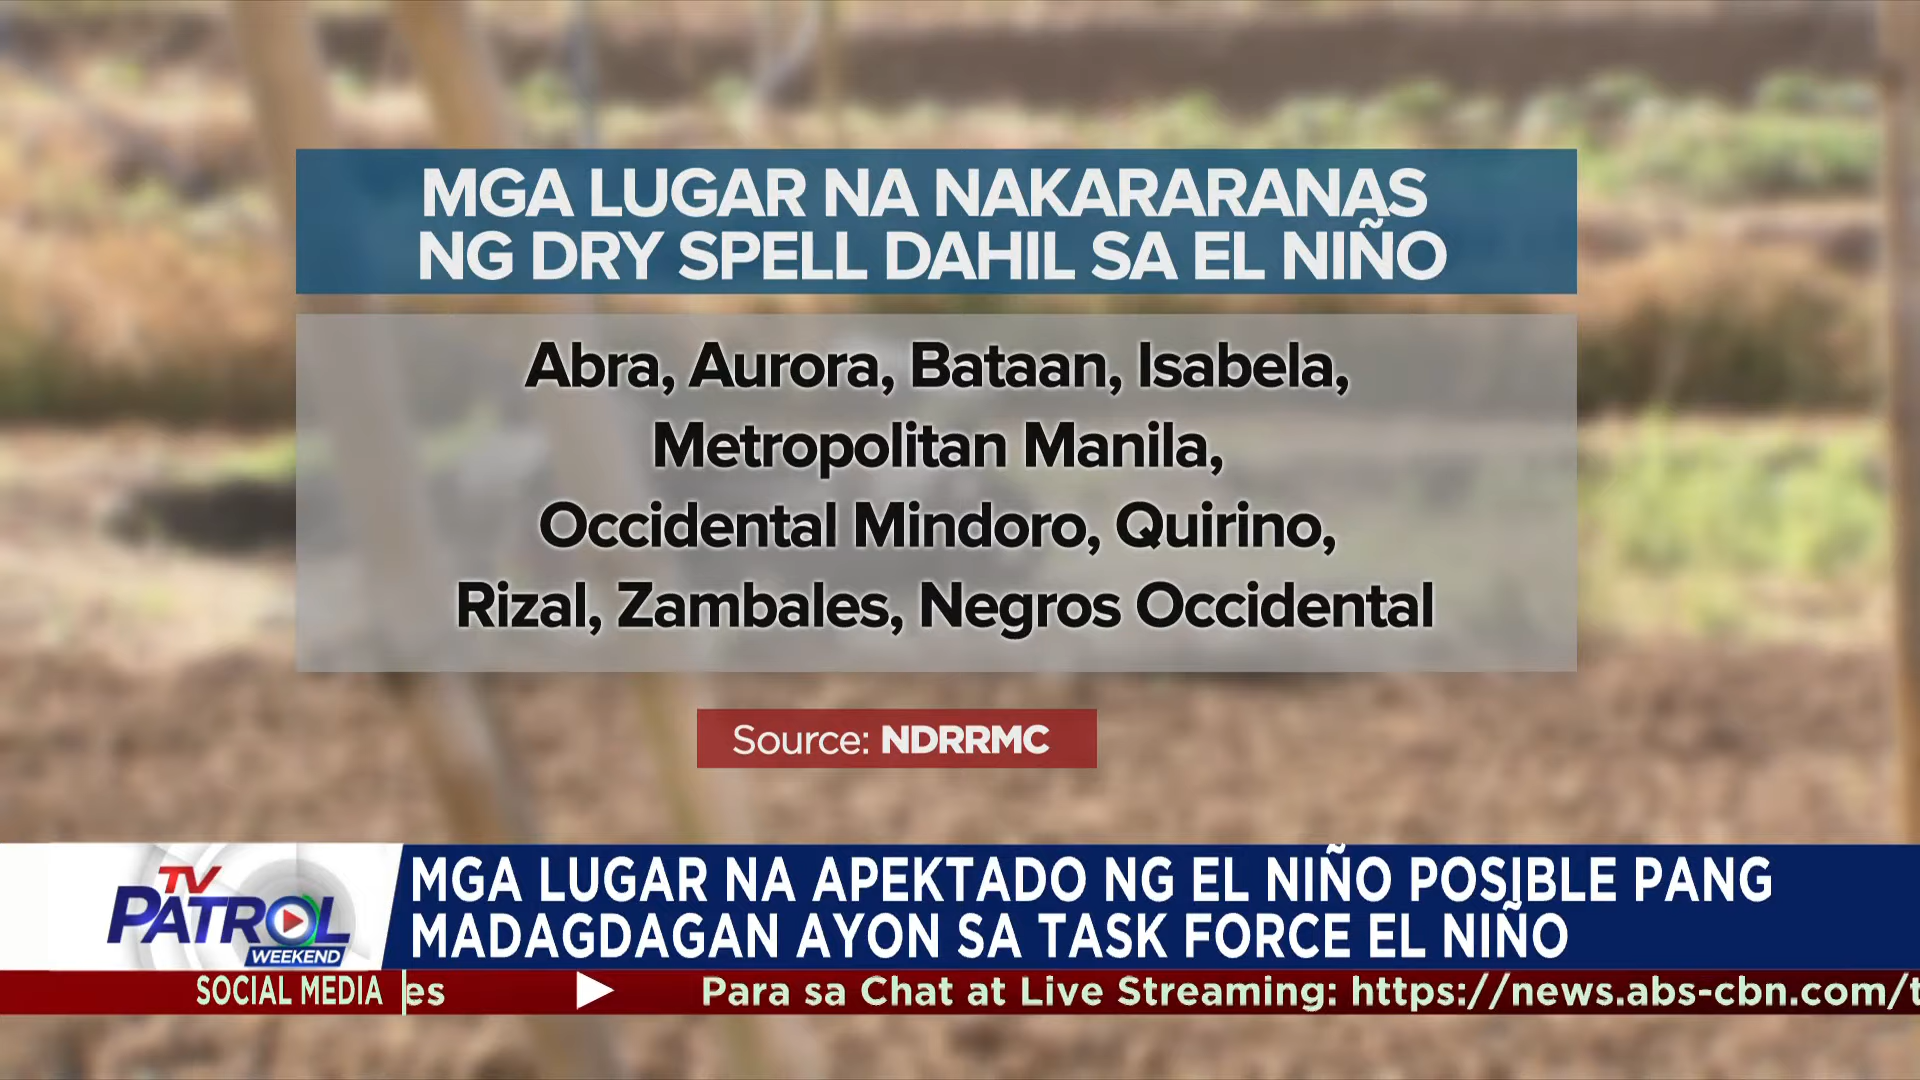 MGA LUGAR NA NAKARARANAS
NG DRY SPELL DAHIL SA EL NIÑO
Abra, Aurora, Bataan, Isabela,
Metropolitan Manila,
Occidental Mindoro, Quirino,
Rizal, Zambales, Negros Occidental
Source: NDRRMC
TV
PATROL
WEEKEND
MGA LUGAR NA APEKTADO NG EL NIÑO POSIBLE PANG
MADAGDAGAN AYON SA TASK FORCE EL NIÑO
SOCIAL MEDIA es Para sa Chat at Live Streaming: https://news.abs-cbn.com/t